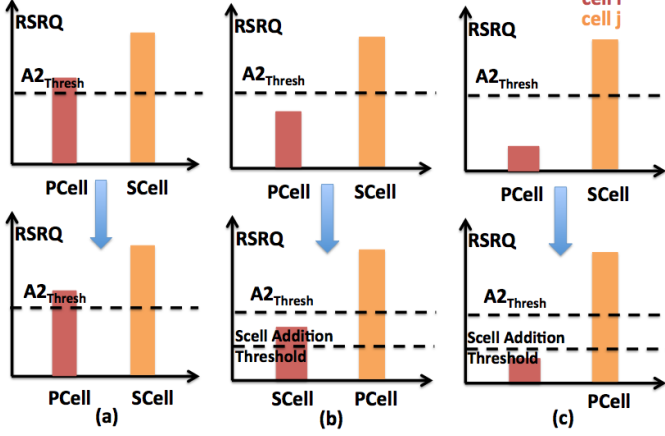 cell j
RSRQ
A2Thresh
PCell SCell
RSRQ
A2Thresh
PCell SCell
RSRQ
A2Thresh
PCell SCell
RSRQ
A2Thresh
PCell SCell
(a)
RSRQ
A2Thresh
Scell Addition
Threshold
SCell PCell
(b)
RSRQ
A2Thresh
Scell Addition
Threshold
PCell
(c)